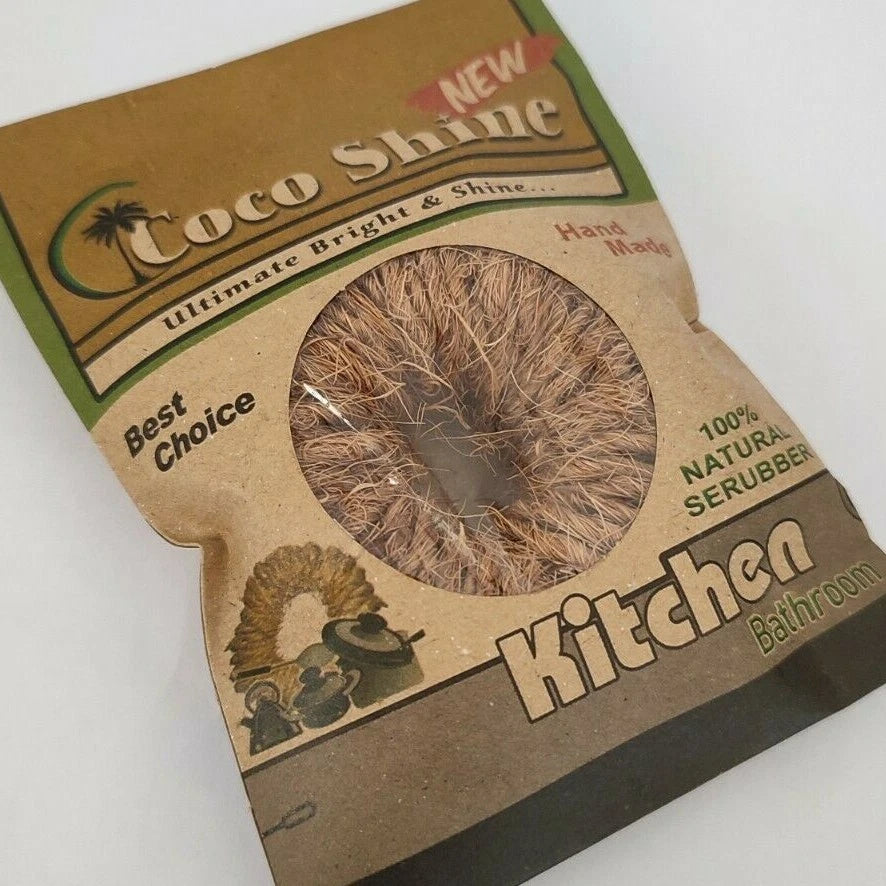 NEW
Coco Shine
Ultimate Bright & Shine...
Hand
Made
Best
Choice
100%
NATURAL
SERUBBER
Kitchen
Bathroom